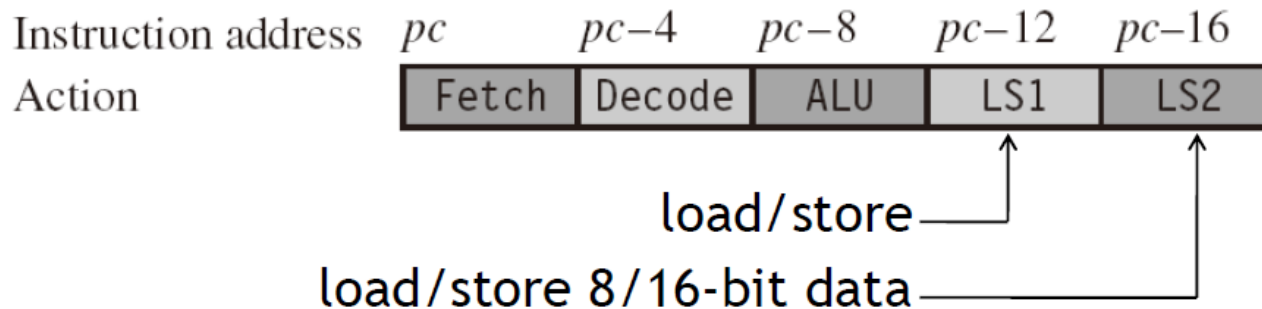 Instruction address pc pc–4 pc–8 pc–12 pc–16
Action Fetch Decode ALU LS1 LS2
load/store
load/store 8/16-bit data